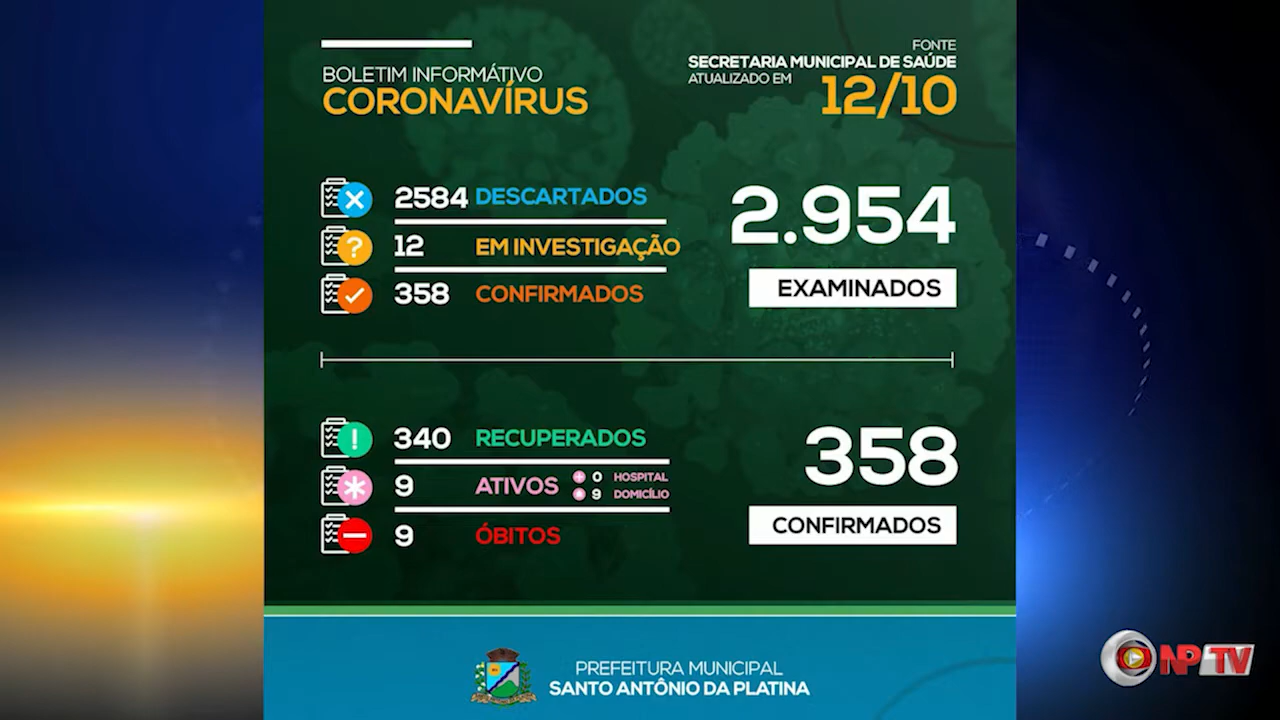 BOLETIM INFORMÁTIVO
CORONAVÍRUS
FONTE
SECRETARIA MUNICIPAL DE SAÚDE
ATUALIZADO EM 12/10
2584 DESCARTADOS
12 EM INVESTIGAÇÃO
358 CONFIRMADOS
2.954
EXAMINADOS
340 RECUPERADOS
9 ATIVOS
0 HOSPITAL
9 DOMICÍLIO
9 ÓBITOS
358
CONFIRMADOS
PREFEITURA MUNICIPAL
SANTO ANTÔNIO DA PLATINA
NPTV